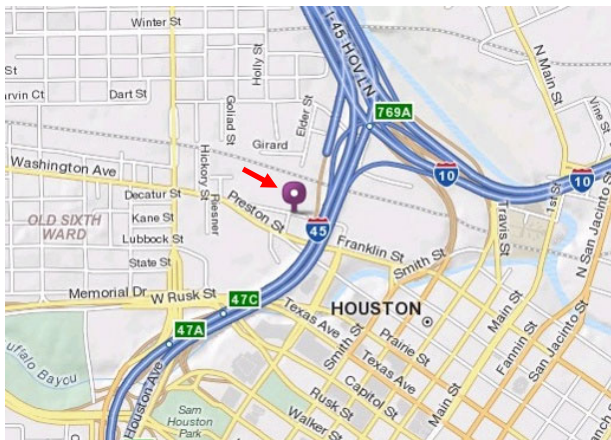 Winter St
I-45 HOV LN
N Main St
St
Holly St
arvin Ct
Dart St
Goliad St
Elder St
769A
Vine St
Girard
Washington Ave
Hickory St
10
10
Decatur St
Riesner
Preston St
1st St
N San Jacinto St
OLD SIXTH
WARD
Kane St
45
Travis St
Lubbock St
Franklin St
State St
Smith St
Memorial Dr
W Rusk St
47C
Texas Ave
HOUSTON
Main St
47A
Smith St
Prairie St
Fannin St
San Jacinto St
uffalo Bayou
Houston Ave
Texas Ave
Capitol St
Sam
Houston
Park
Rusk St
Walker St